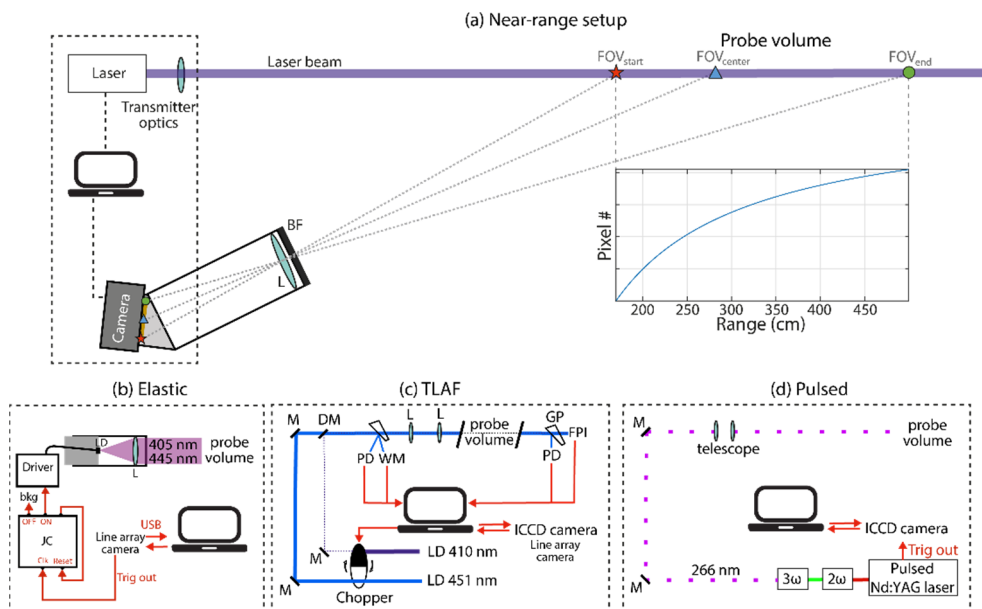 (a) Near-range setup
Laser
Laser beam
Transmitter
optics
Probe volume
FOVstart
FOVcenter
FOVend
BF
L
Camera
Pixel #
200
250
300
350
400
450
Range (cm)
(b) Elastic
LD
405 nm
445 nm
probe
volume
L
Driver
bkg
OFF
ON
JC
Clk
Reset
USB
Line array
camera
Trig out
(c) TLAF
M
DM
L
L
probe
volume
GP
FPI
PD
WM
PD
ICCD camera
Line array
camera
M
LD 410 nm
M
LD 451 nm
Chopper
(d) Pulsed
M
telescope
probe
volume
ICCD camera
Trig out
M
266 nm
3ω
2ω
Pulsed
Nd:YAG laser